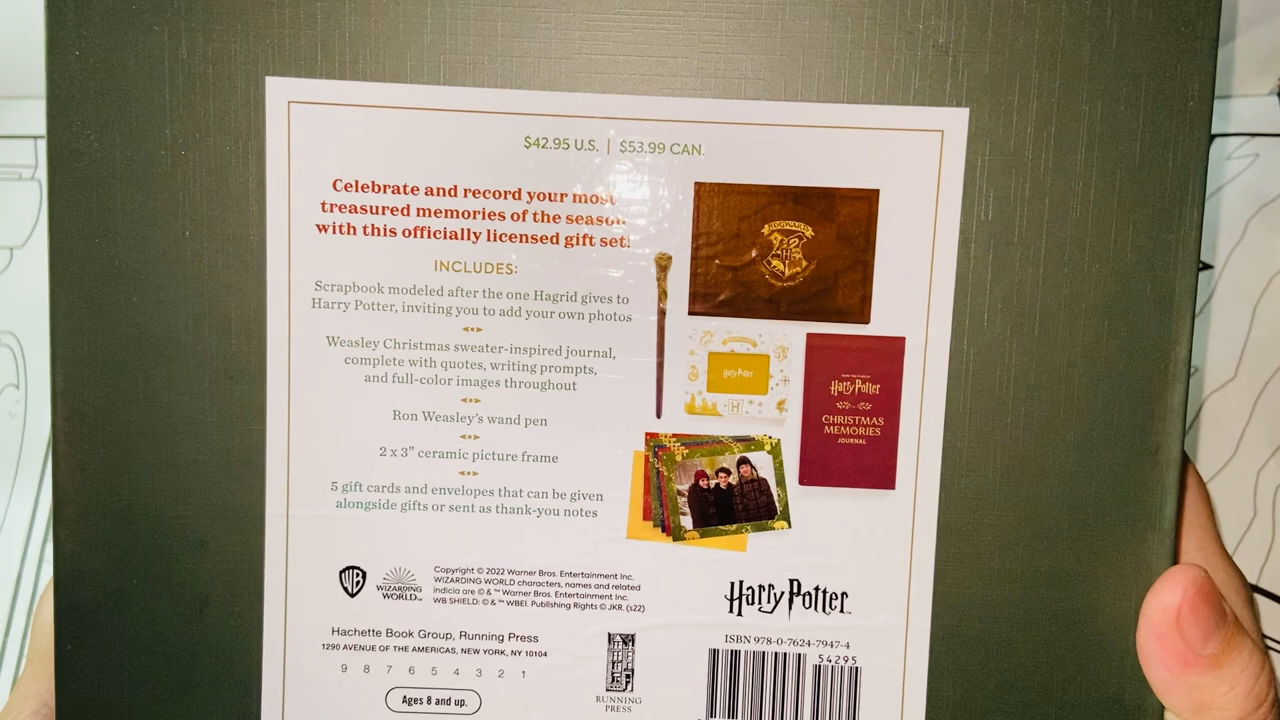 $42.95 U.S. | $53.99 CAN.
Celebrate and record your most
treasured memories of the season
with this officially licensed gift set!
INCLUDES:
Scrapbook modeled after the one Hagrid gives to
Harry Potter, inviting you to add your own photos
Weasley Christmas sweater-inspired journal,
complete with quotes, writing prompts,
and full-color images throughout
Ron Weasley's wand pen
2 x 3" ceramic picture frame
5 gift cards and envelopes that can be given
alongside gifts or sent as thank-you notes
HOGWARTS
Harry Potter
H
Harry Potter
CHRISTMAS
MEMORIES
JOURNAL
WB
WIZARDING
WORLD™
Copyright © 2022 Warner Bros. Entertainment Inc.
WIZARDING WORLD characters, names and related
indicia are © & ™ Warner Bros. Entertainment Inc.
WB SHIELD: © & ™ WBEI. Publishing Rights © JKR. (s22)
Hachette Book Group, Running Press
1290 AVENUE OF THE AMERICAS, NEW YORK, NY 10104
9 8 7 6 5 4 3 2 1
Ages 8 and up.
RUNNING
PRESS
Harry Potter™
ISBN 978-0-7624-7947-4
54295